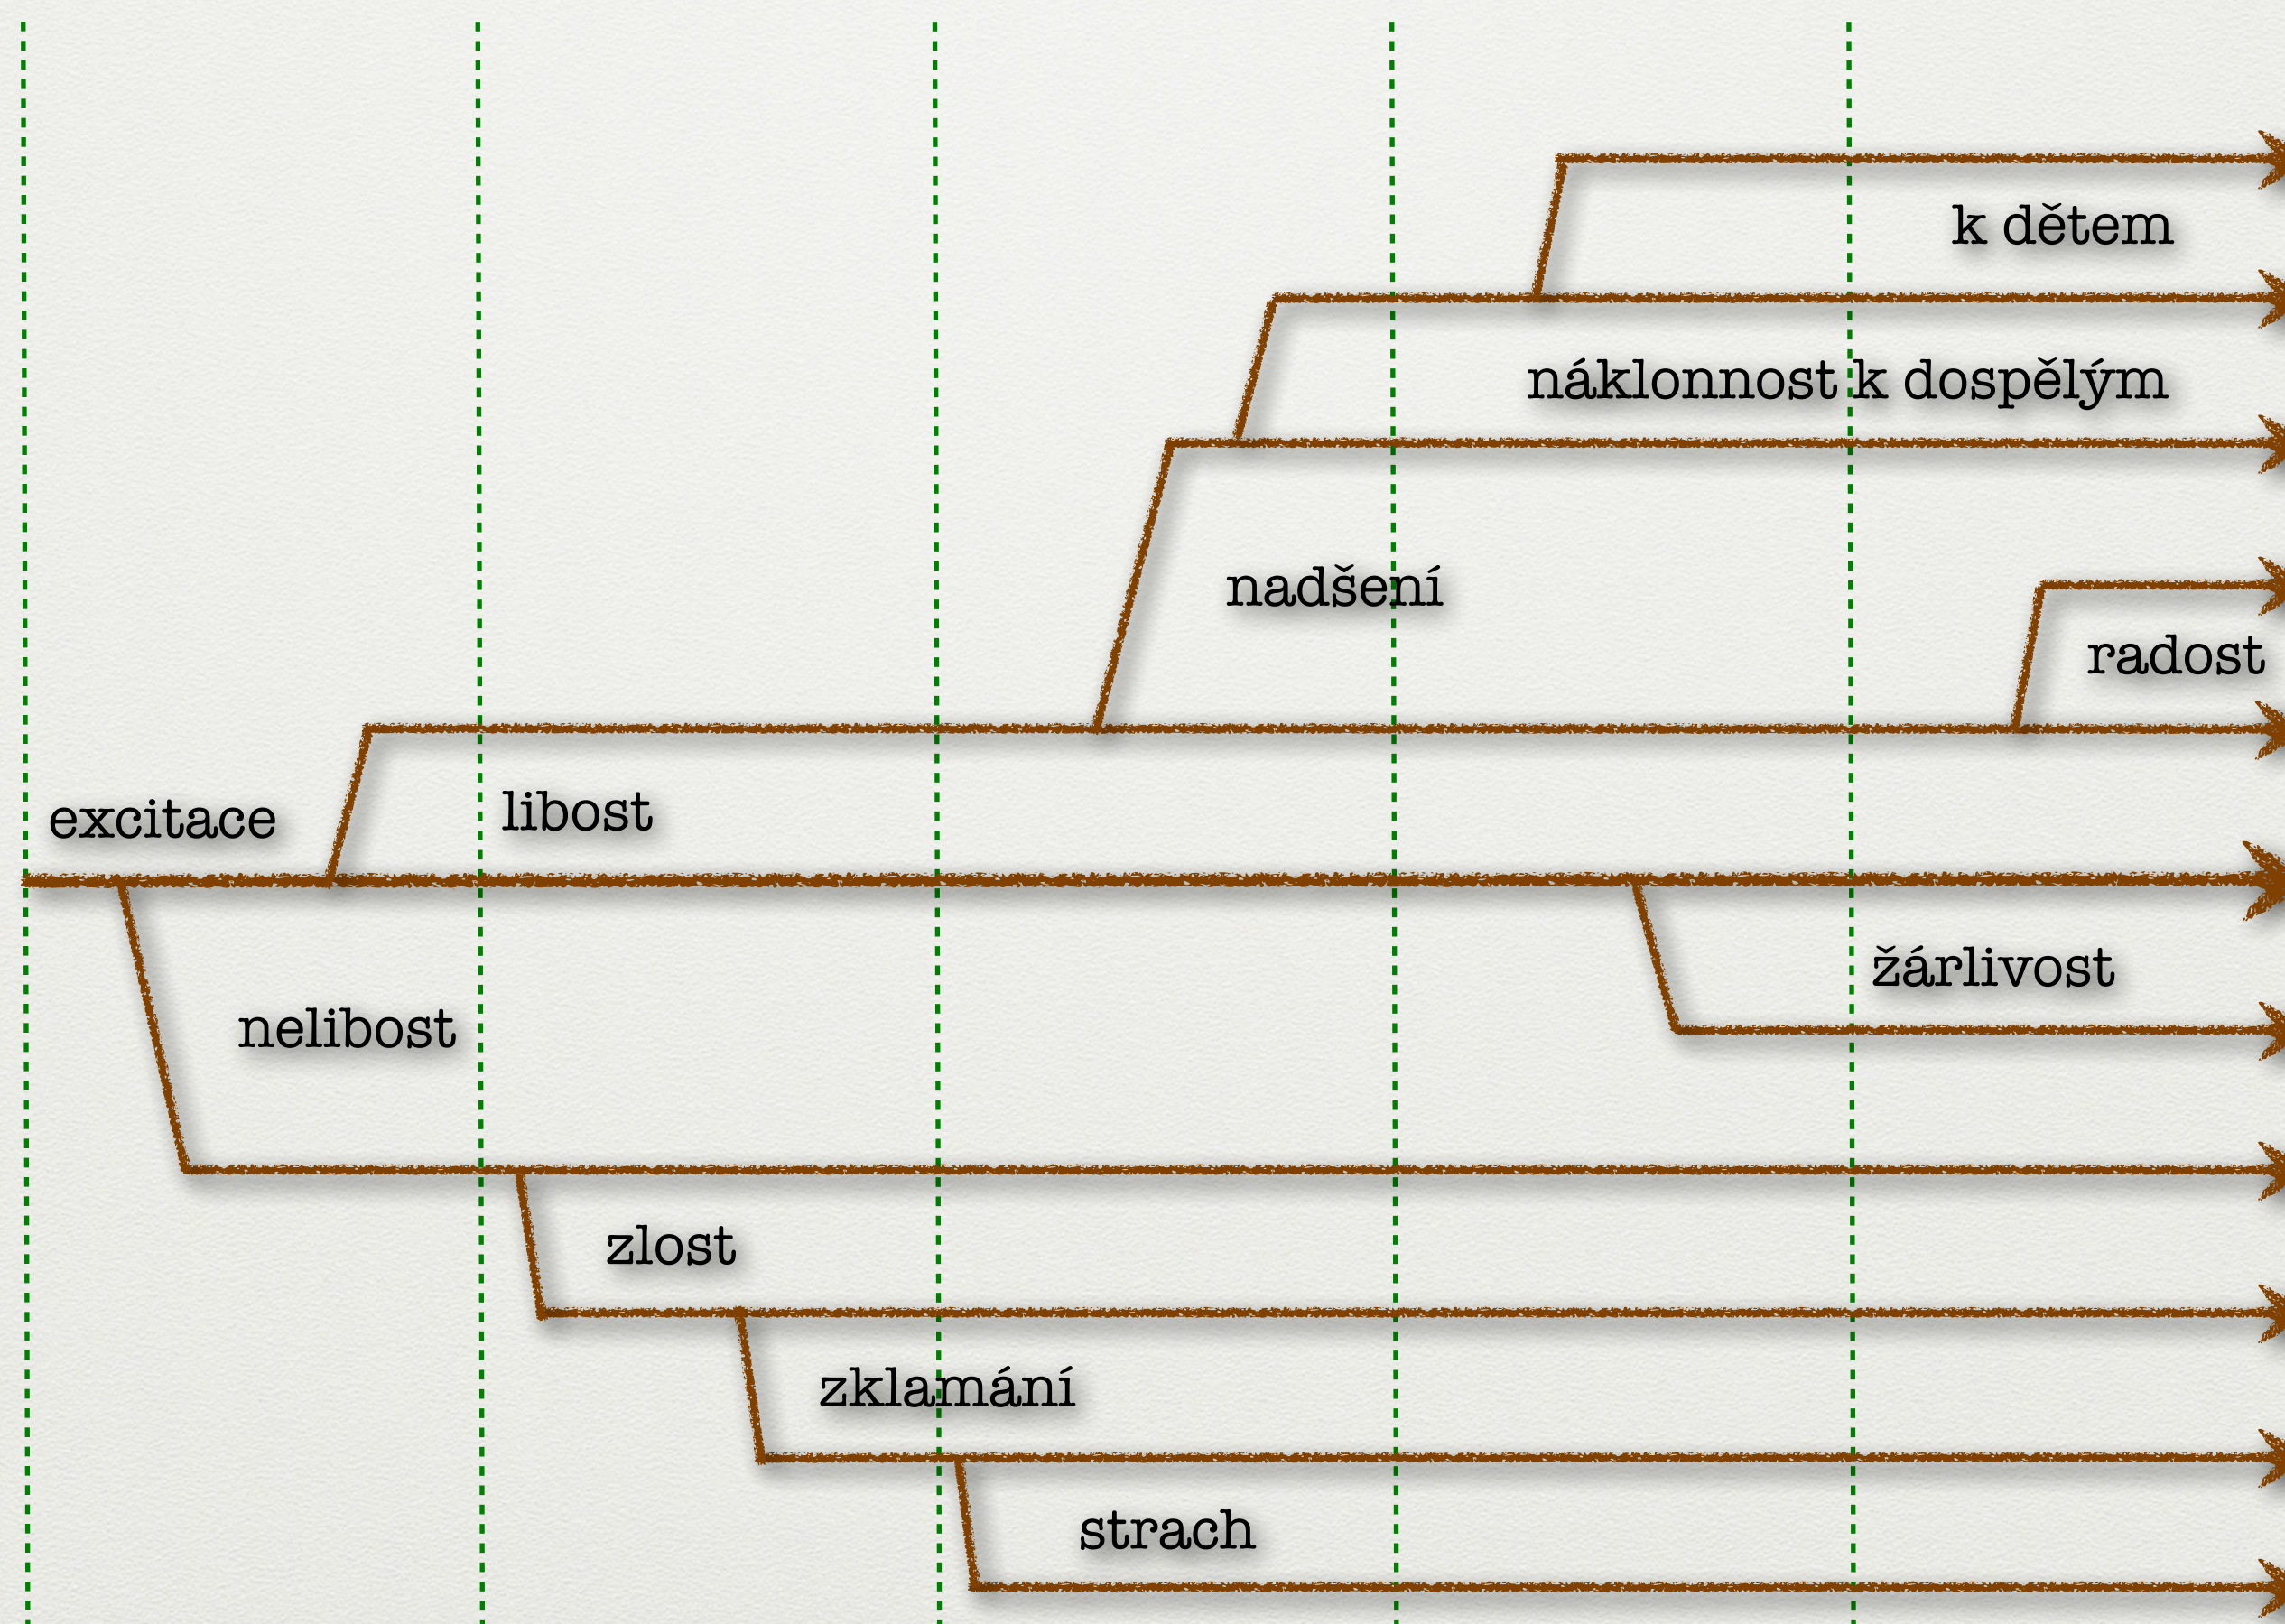 k dětem
náklonnost k dospělým
nadšení
radost
excitace
libost
žárlivost
nelibost
zlost
zklamání
strach